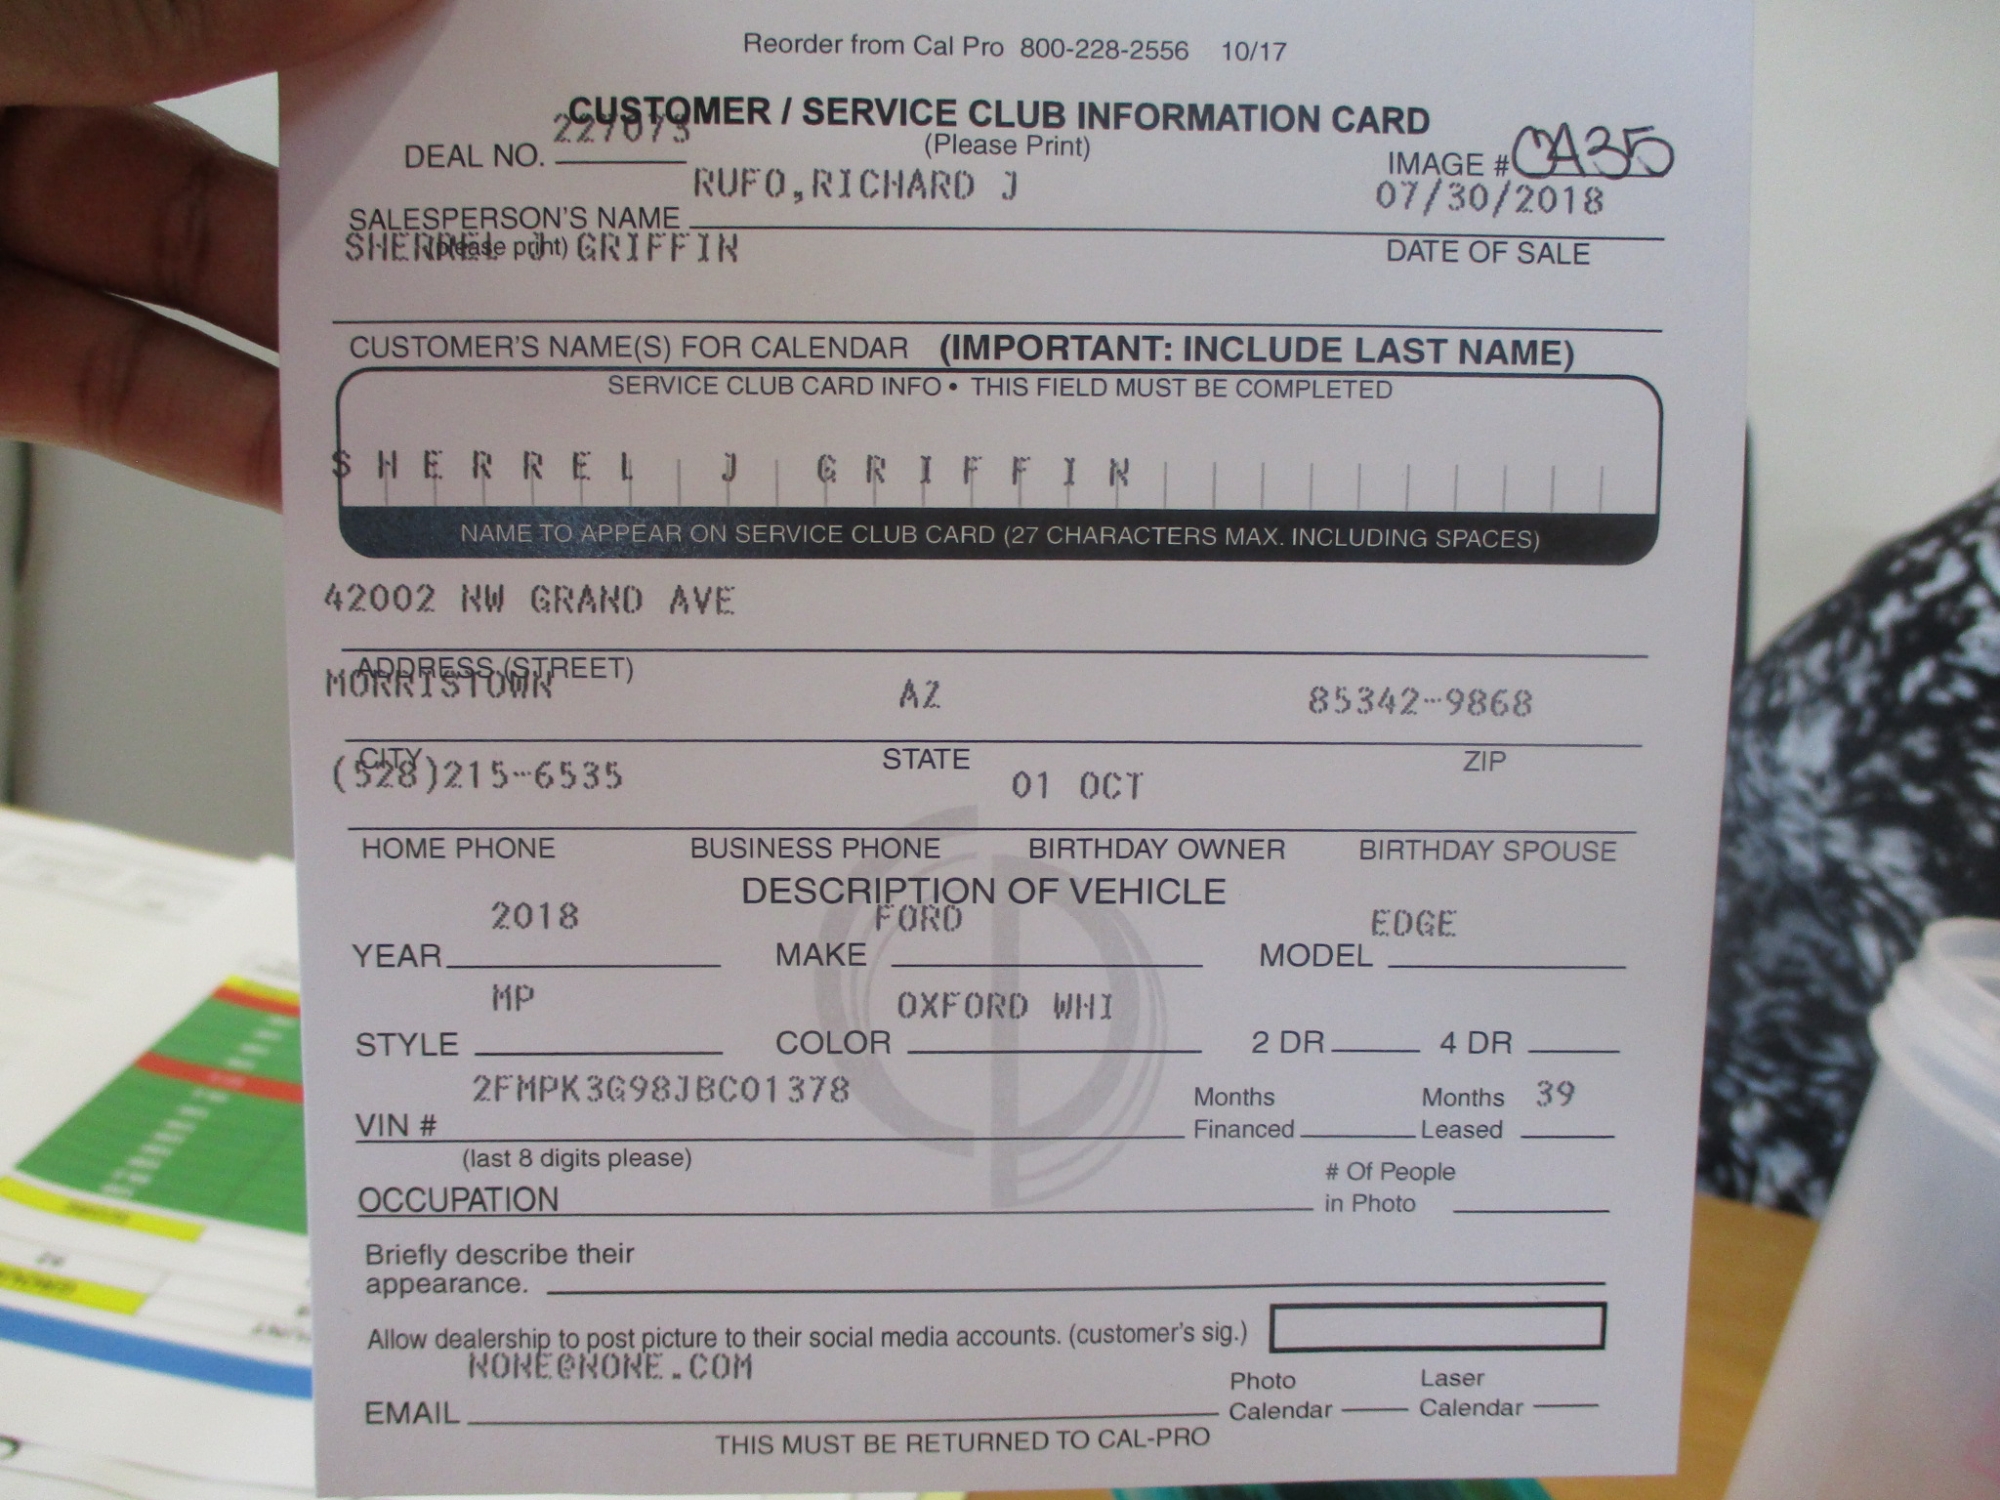 Reorder from Cal Pro 800-228-2556 10/17
CUSTOMER / SERVICE CLUB INFORMATION CARD
(Please Print)
DEAL NO. 227073
IMAGE # OA35
RUFO,RICHARD J
07/30/2018
SALESPERSON'S NAME
(please print)
DATE OF SALE
SHERREL J GRIFFIN
CUSTOMER'S NAME(S) FOR CALENDAR (IMPORTANT: INCLUDE LAST NAME)
SERVICE CLUB CARD INFO • THIS FIELD MUST BE COMPLETED
SHERREL J GRIFFIN
NAME TO APPEAR ON SERVICE CLUB CARD (27 CHARACTERS MAX. INCLUDING SPACES)
42002 NW GRAND AVE
ADDRESS (STREET)
MORRISTOWN AZ 85342-9868
CITY STATE ZIP
(528)215-6535 01 OCT
HOME PHONE BUSINESS PHONE BIRTHDAY OWNER BIRTHDAY SPOUSE
DESCRIPTION OF VEHICLE
2018 FORD EDGE
YEAR MAKE MODEL
MP OXFORD WHI
STYLE COLOR 2 DR 4 DR
2FMPK3G98JBC01378
VIN #
(last 8 digits please)
Months Financed
Months Leased 39
OCCUPATION
# Of People
in Photo
Briefly describe their
appearance.
Allow dealership to post picture to their social media accounts. (customer's sig.)
NONE@NONE.COM
EMAIL
Photo Calendar
Laser Calendar
THIS MUST BE RETURNED TO CAL-PRO